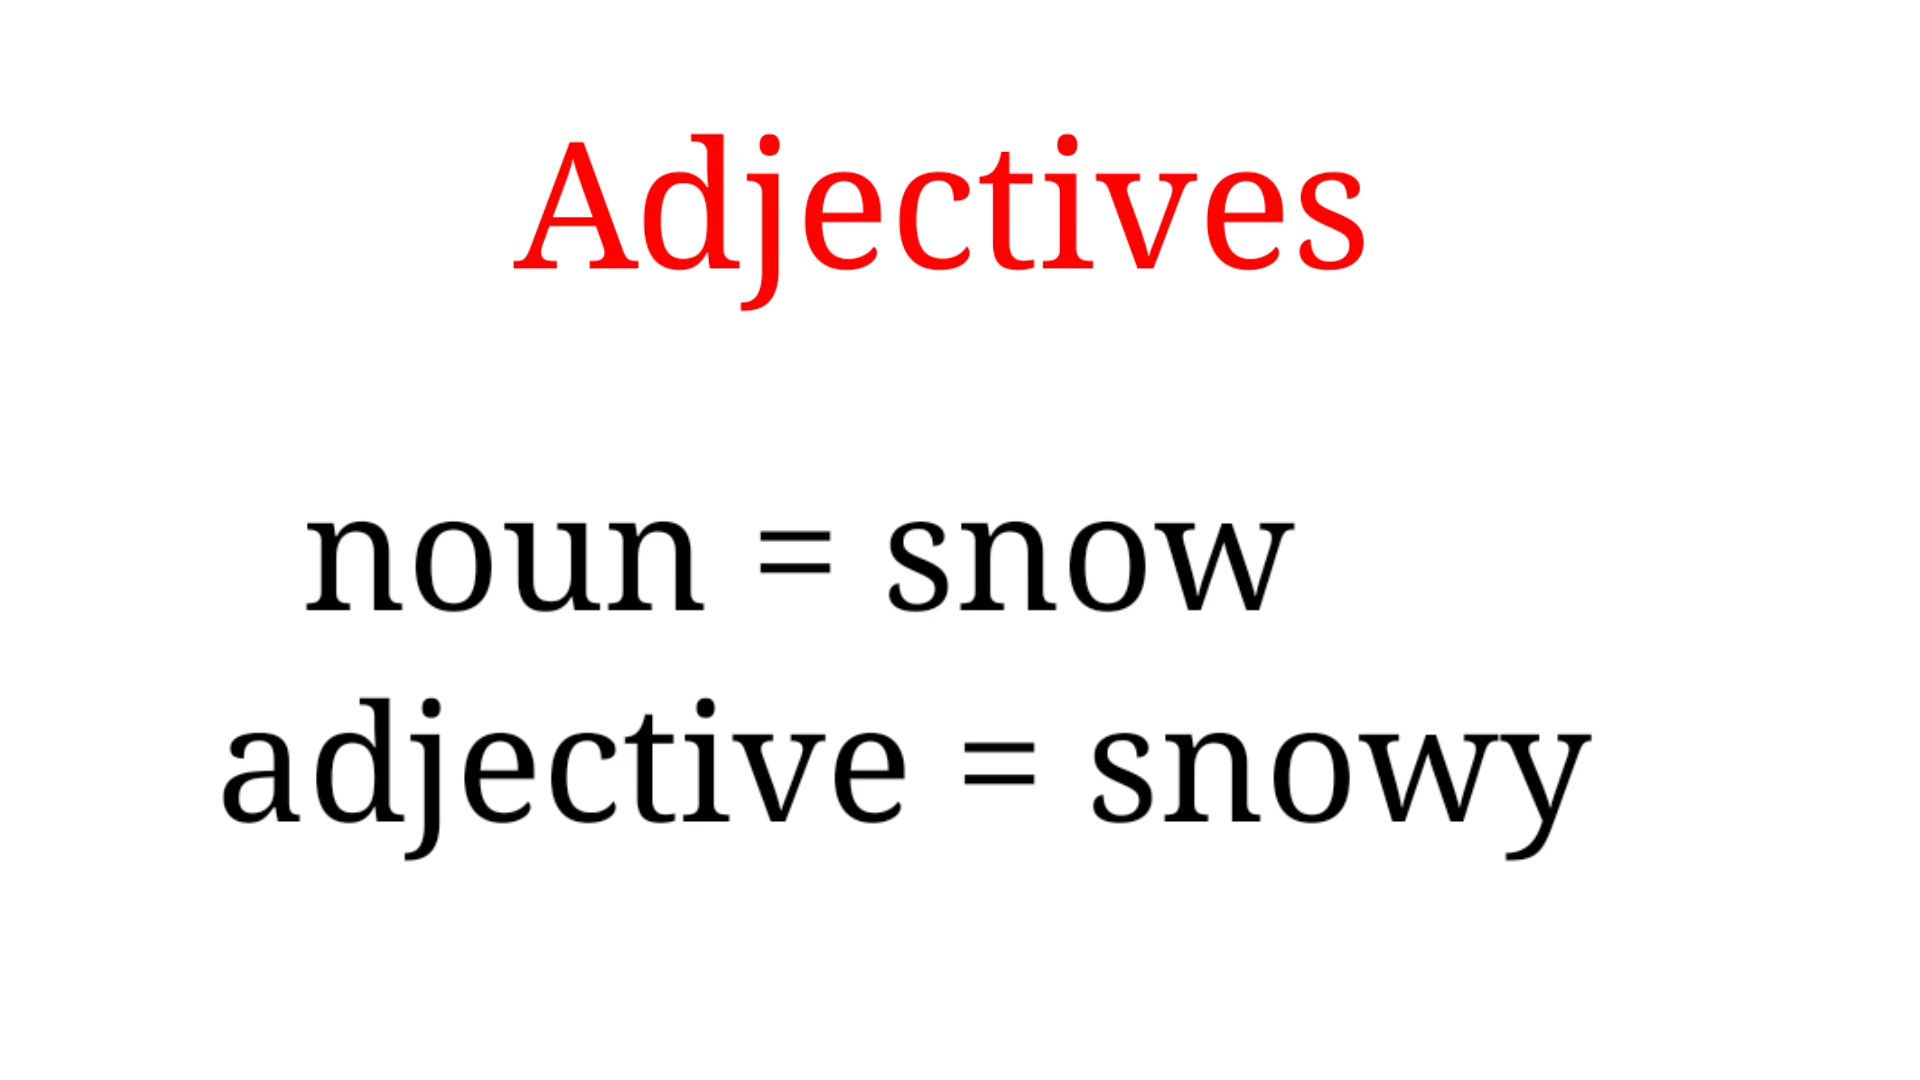 Adjectives
noun = snow
adjective = snowy